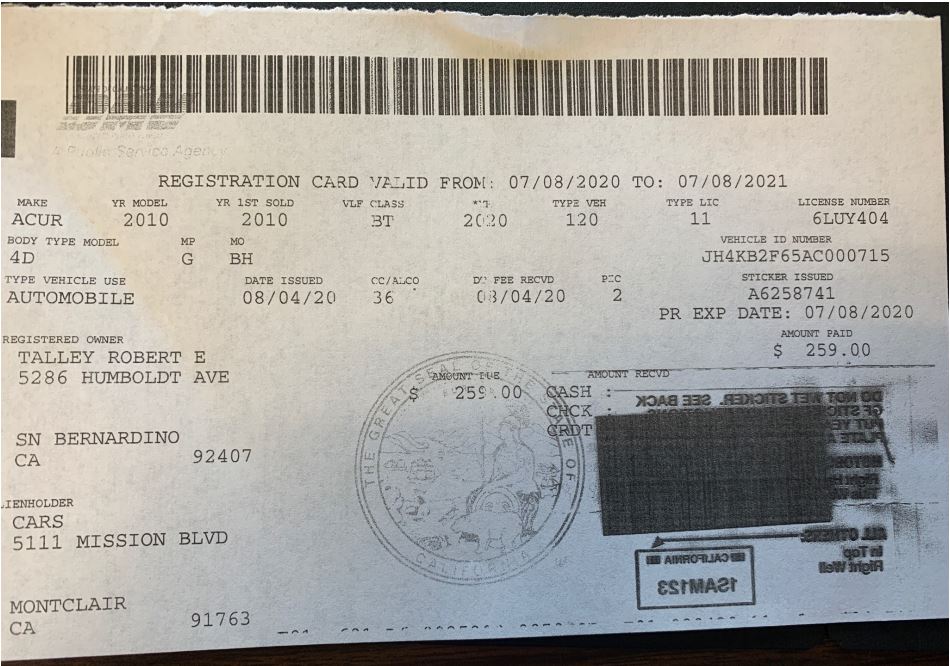 A Public Service Agency
REGISTRATION CARD VALID FROM: 07/08/2020 TO: 07/08/2021
MAKE YR MODEL YR 1ST SOLD VLF CLASS *YR TYPE VEH TYPE LIC LICENSE NUMBER
ACUR 2010 2010 BT 2020 120 11 6LUY404
BODY TYPE MODEL MP MO VEHICLE ID NUMBER
4D G BH JH4KB2F65AC000715
TYPE VEHICLE USE DATE ISSUED CC/ALCO DT FEE RECVD PIC STICKER ISSUED
AUTOMOBILE 08/04/20 36 08/04/20 2 A6258741
PR EXP DATE: 07/08/2020
REGISTERED OWNER AMOUNT PAID
TALLEY ROBERT E $ 259.00
5286 HUMBOLDT AVE
AMOUNT DUE AMOUNT RECVD
$ 259.00 CASH :
CHCK :
CRDT
SN BERNARDINO
CA 92407
LIENHOLDER
CARS
5111 MISSION BLVD
MONTCLAIR
CA 91763
THE GREAT SEAL OF THE STATE OF CALIFORNIA
DO NOT WET STICKER. SEE BACK
ALL OTHERS:
In Top
Right Well
CALIFORNIA
1SAM123